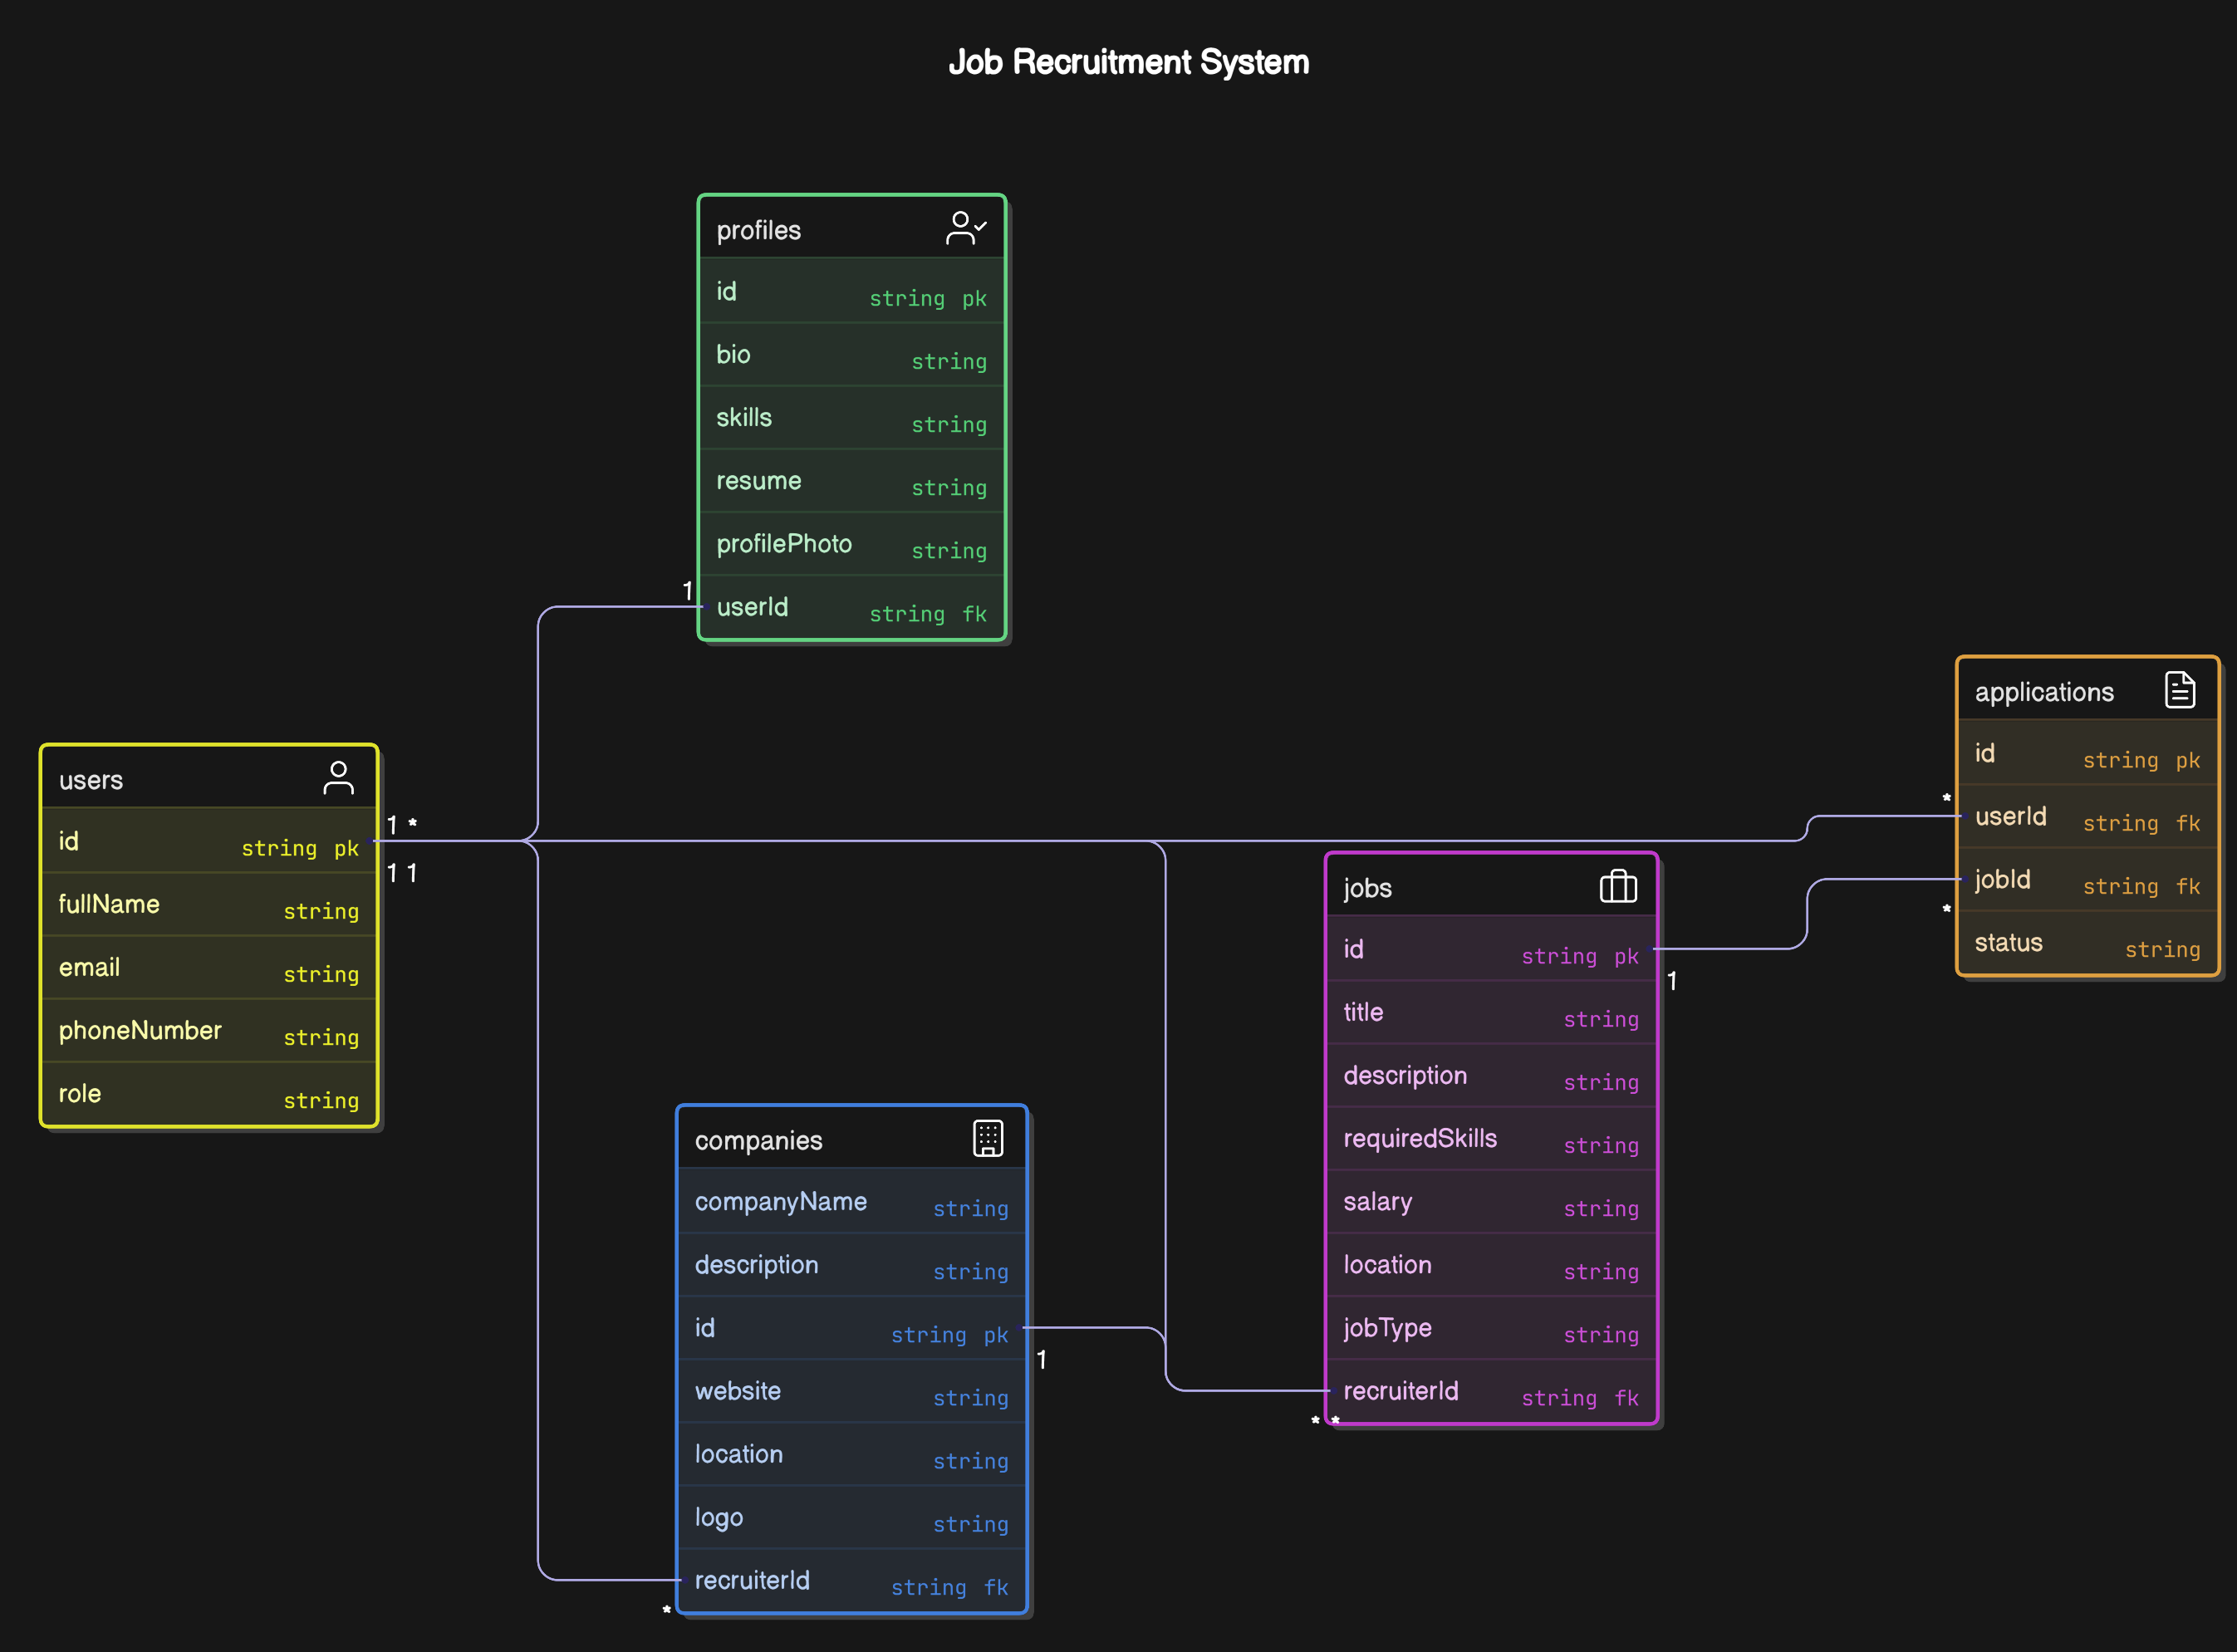 Job Recruitment System
profiles
id string pk
bio string
skills string
resume string
profilePhoto string
1
userId string fk
users
1 *
id string pk
1 1
fullName string
email string
phoneNumber string
role string
applications
id string pk
*
userId string fk
jobId string fk
*
status string
jobs
id string pk
1
title string
description string
requiredSkills string
salary string
location string
jobType string
recruiterId string fk
* *
companies
companyName string
description string
id string pk
1
website string
location string
logo string
recruiterId string fk
*